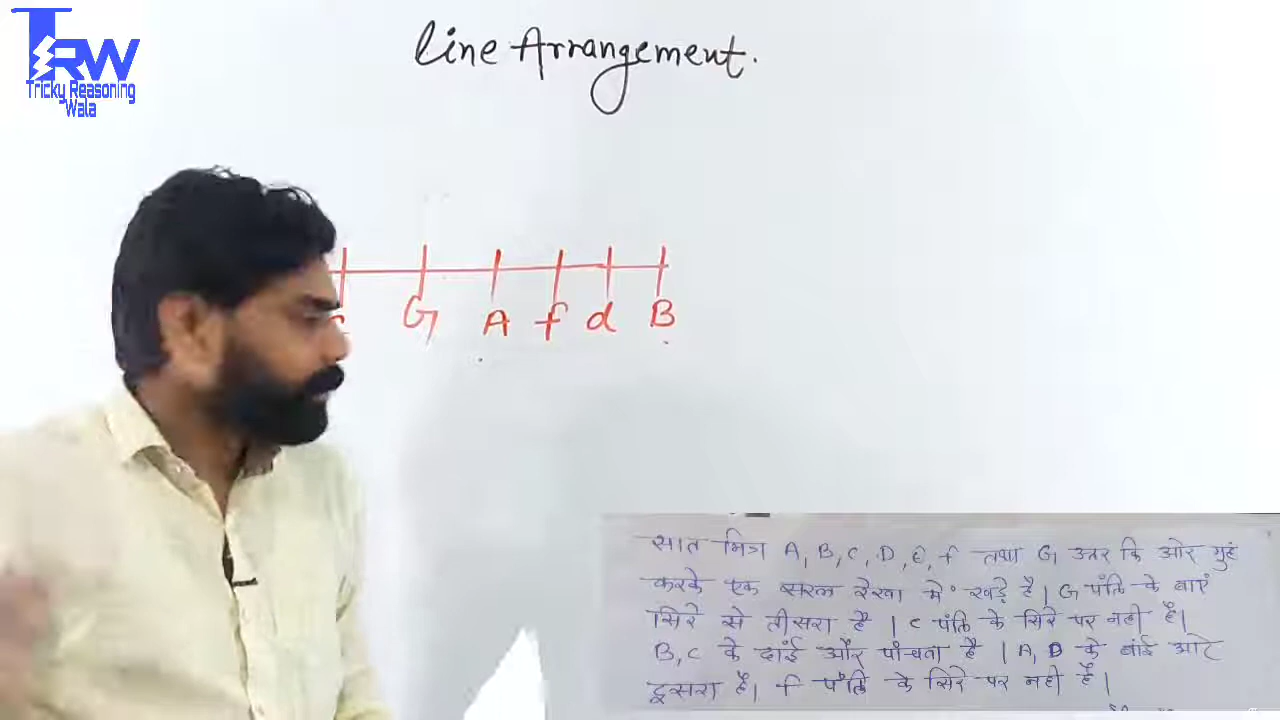 TRW
Tricky Reasoning
Wala
Line Arrangement.
G A f d B
सात मित्र A, B, C, D, E, f तथा G उत्तर कि ओर मुहं
करके एक सरल रेखा में खड़े है। G पंक्ति के बाएं
सिरे से तीसरा है। C पंक्ति के सिरे पर नही है।
B, C के दांई और पांचवा है। A, D के बांई ओर
दूसरा है। f पंक्ति के सिरे पर नही है।